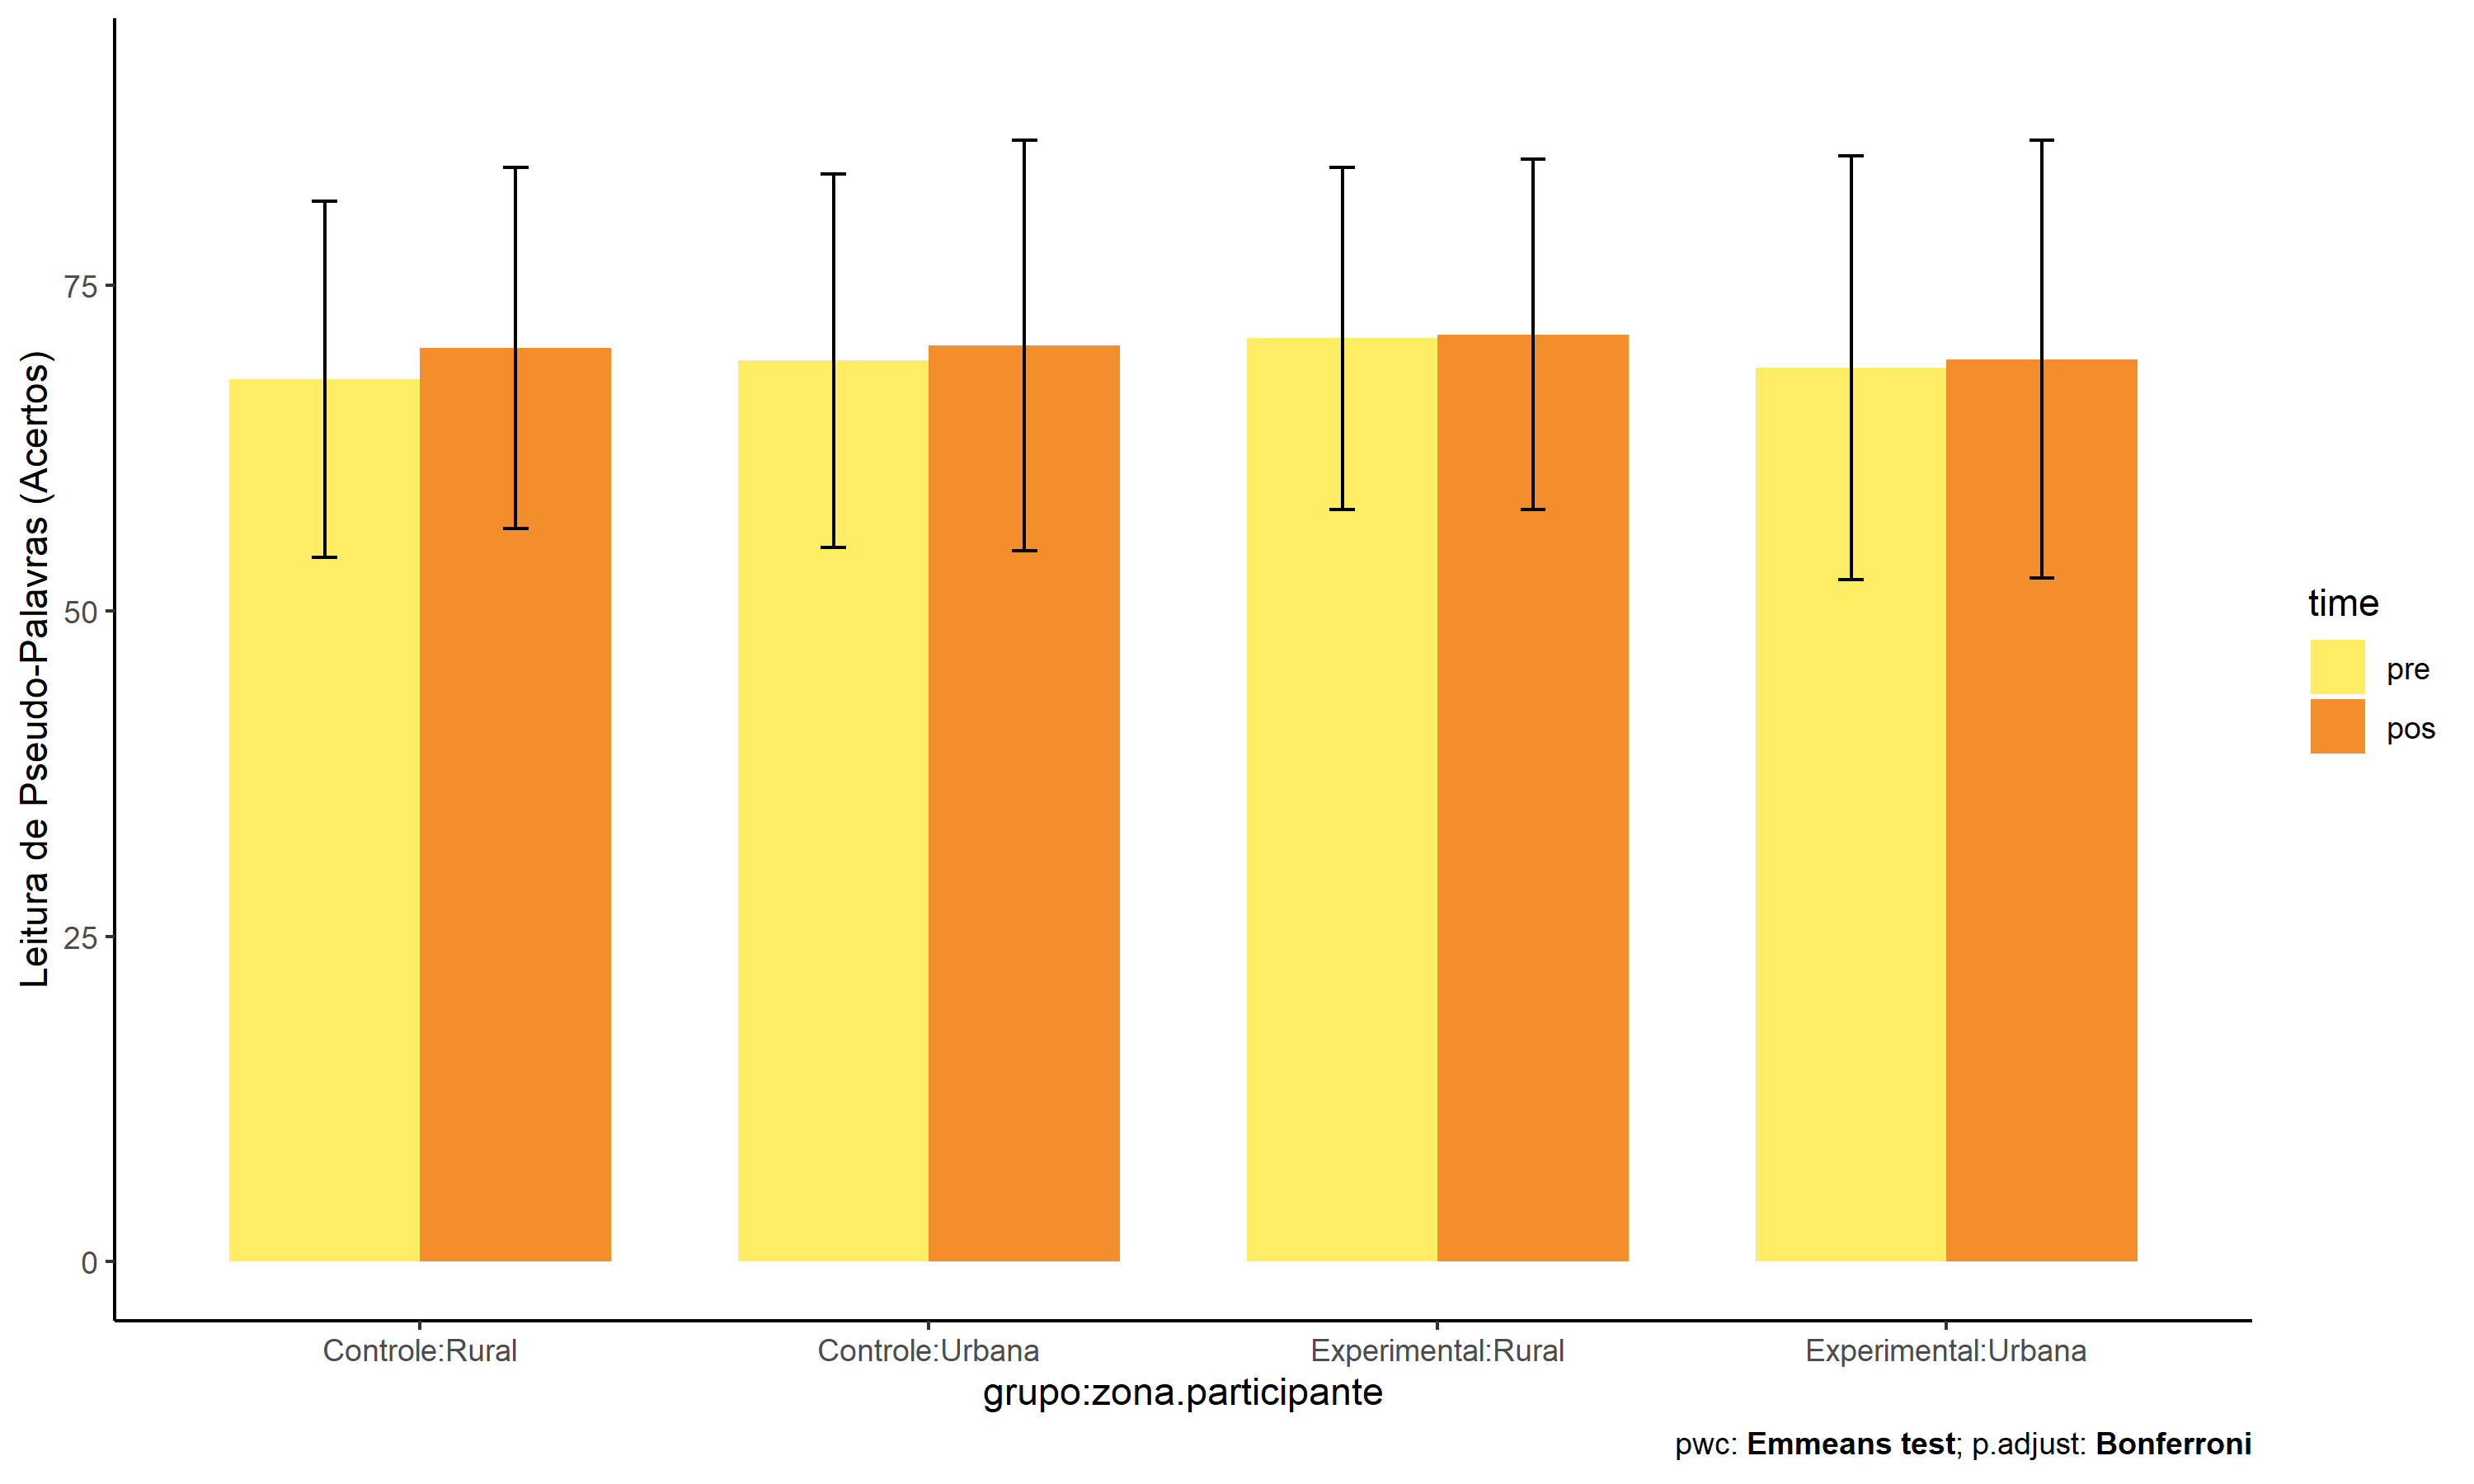 Leitura de Pseudo-Palavras (Acertos)
75
50
25
0
Controle:Rural
Controle:Urbana
Experimental:Rural
Experimental:Urbana
grupo:zona.participante
time
pre
pos
pwc: Emmeans test; p.adjust: Bonferroni